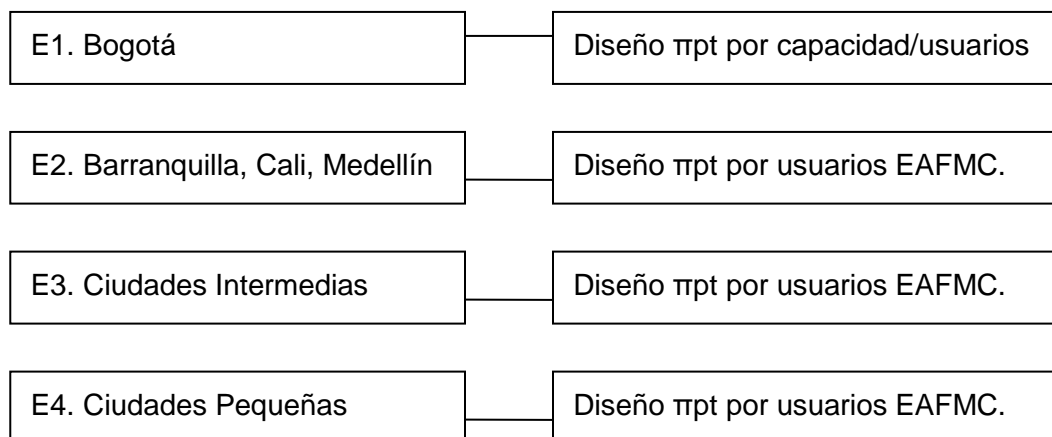 E1. Bogotá
Diseño πpt por capacidad/usuarios
E2. Barranquilla, Cali, Medellín
Diseño πpt por usuarios EAFMC.
E3. Ciudades Intermedias
Diseño πpt por usuarios EAFMC.
E4. Ciudades Pequeñas
Diseño πpt por usuarios EAFMC.